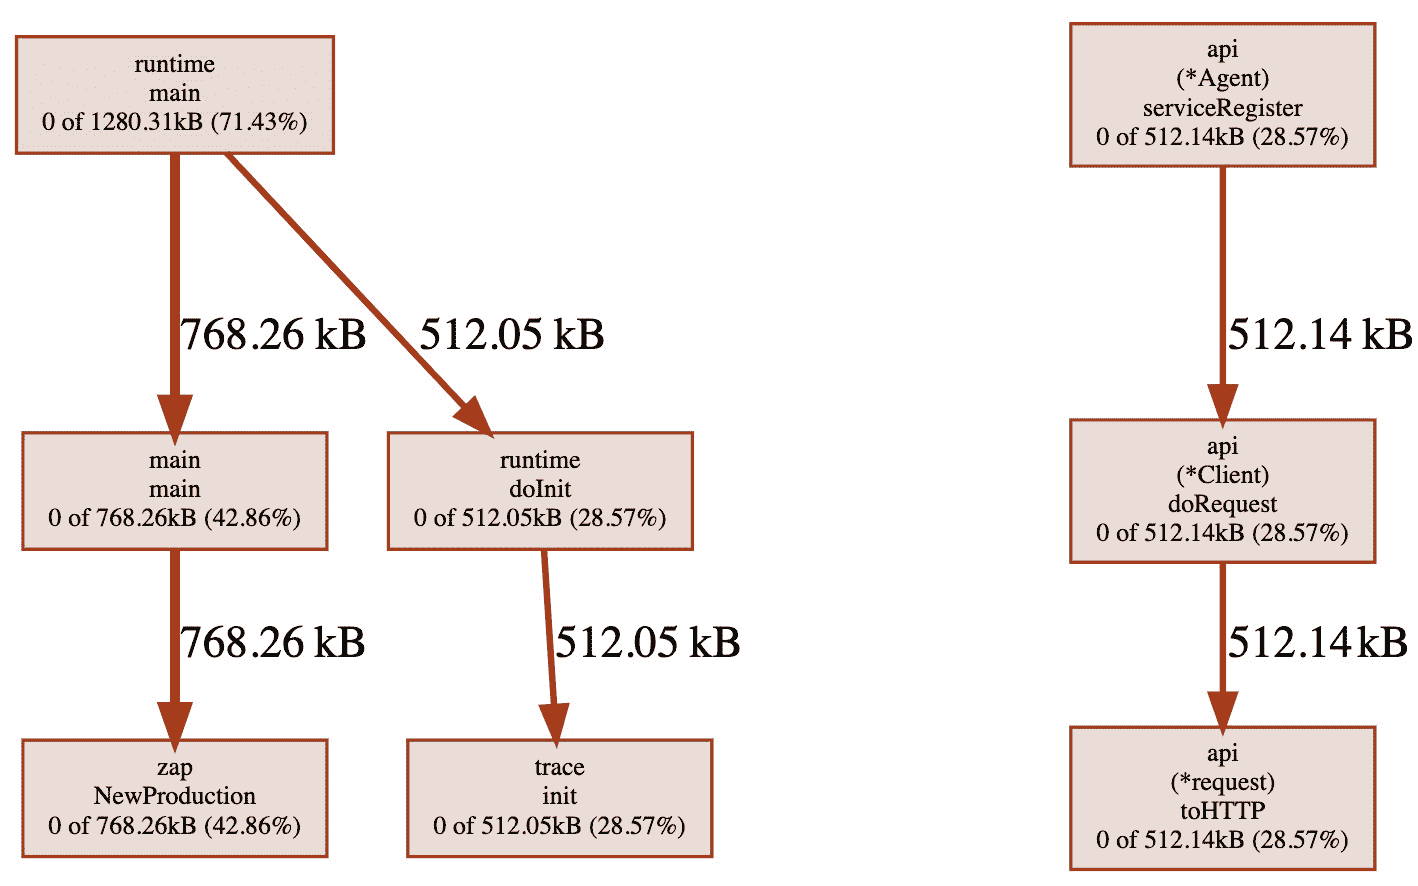 runtime
main
0 of 1280.31kB (71.43%)
api
(*Agent)
serviceRegister
0 of 512.14kB (28.57%)
768.26 kB
512.05 kB
512.14 kB
main
main
0 of 768.26kB (42.86%)
runtime
doInit
0 of 512.05kB (28.57%)
api
(*Client)
doRequest
0 of 512.14kB (28.57%)
768.26 kB
512.05 kB
512.14 kB
zap
NewProduction
0 of 768.26kB (42.86%)
trace
init
0 of 512.05kB (28.57%)
api
(*request)
toHTTP
0 of 512.14kB (28.57%)